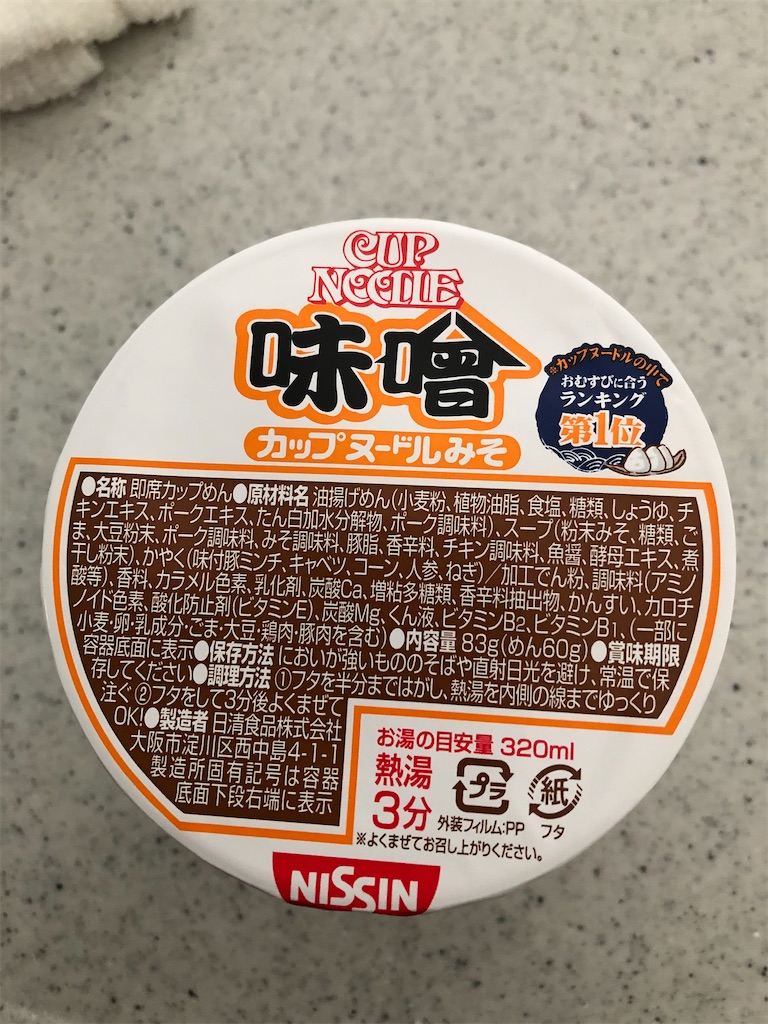 CUP
NOODLE
味噌
カップヌードルみそ
※カップヌードルの中で
おむすびに合う
ランキング
第1位
●名称 即席カップめん●原材料名 油揚げめん(小麦粉、植物油脂、食塩、糖類、しょうゆ、チ
キンエキス、ポークエキス、たん白加水分解物、ポーク調味料)、スープ(粉末みそ、糖類、ご
ま、大豆粉末、ポーク調味料、みそ調味料、豚脂、香辛料、チキン調味料、魚醤、酵母エキス、煮
干し粉末)、かやく(味付豚ミンチ、キャベツ、コーン、人参、ねぎ)/加工でん粉、調味料(アミノ
酸等)、香料、カラメル色素、乳化剤、炭酸Ca、増粘多糖類、香辛料抽出物、かんすい、カロチ
ノイド色素、酸化防止剤(ビタミンE)、炭酸Mg、くん液、ビタミンB2、ビタミンB1、(一部に
小麦・卵・乳成分・ごま・大豆・鶏肉・豚肉を含む) ●内容量 83g(めん60g) ●賞味期限
容器底面に表示●保存方法 においが強いもののそばや直射日光を避け、常温で保
存してください●調理方法 ①フタを半分まではがし、熱湯を内側の線までゆっくり
注ぐ ②フタをして3分後よくまぜて
OK!●製造者 日清食品株式会社
大阪市淀川区西中島4-1-1
製造所固有記号は容器
底面下段右端に表示
お湯の目安量 320ml
熱湯
3分
プラ
外装フィルム:PP
紙
フタ
※よくまぜてお召し上がりください。
NISSIN